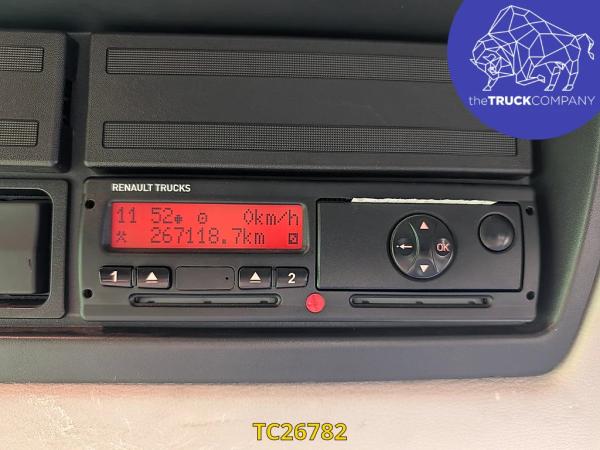 theTRUCKCOMPANY
RENAULT TRUCKS
11 52 0km/h
267118.7km
1 2
OK
TC26782